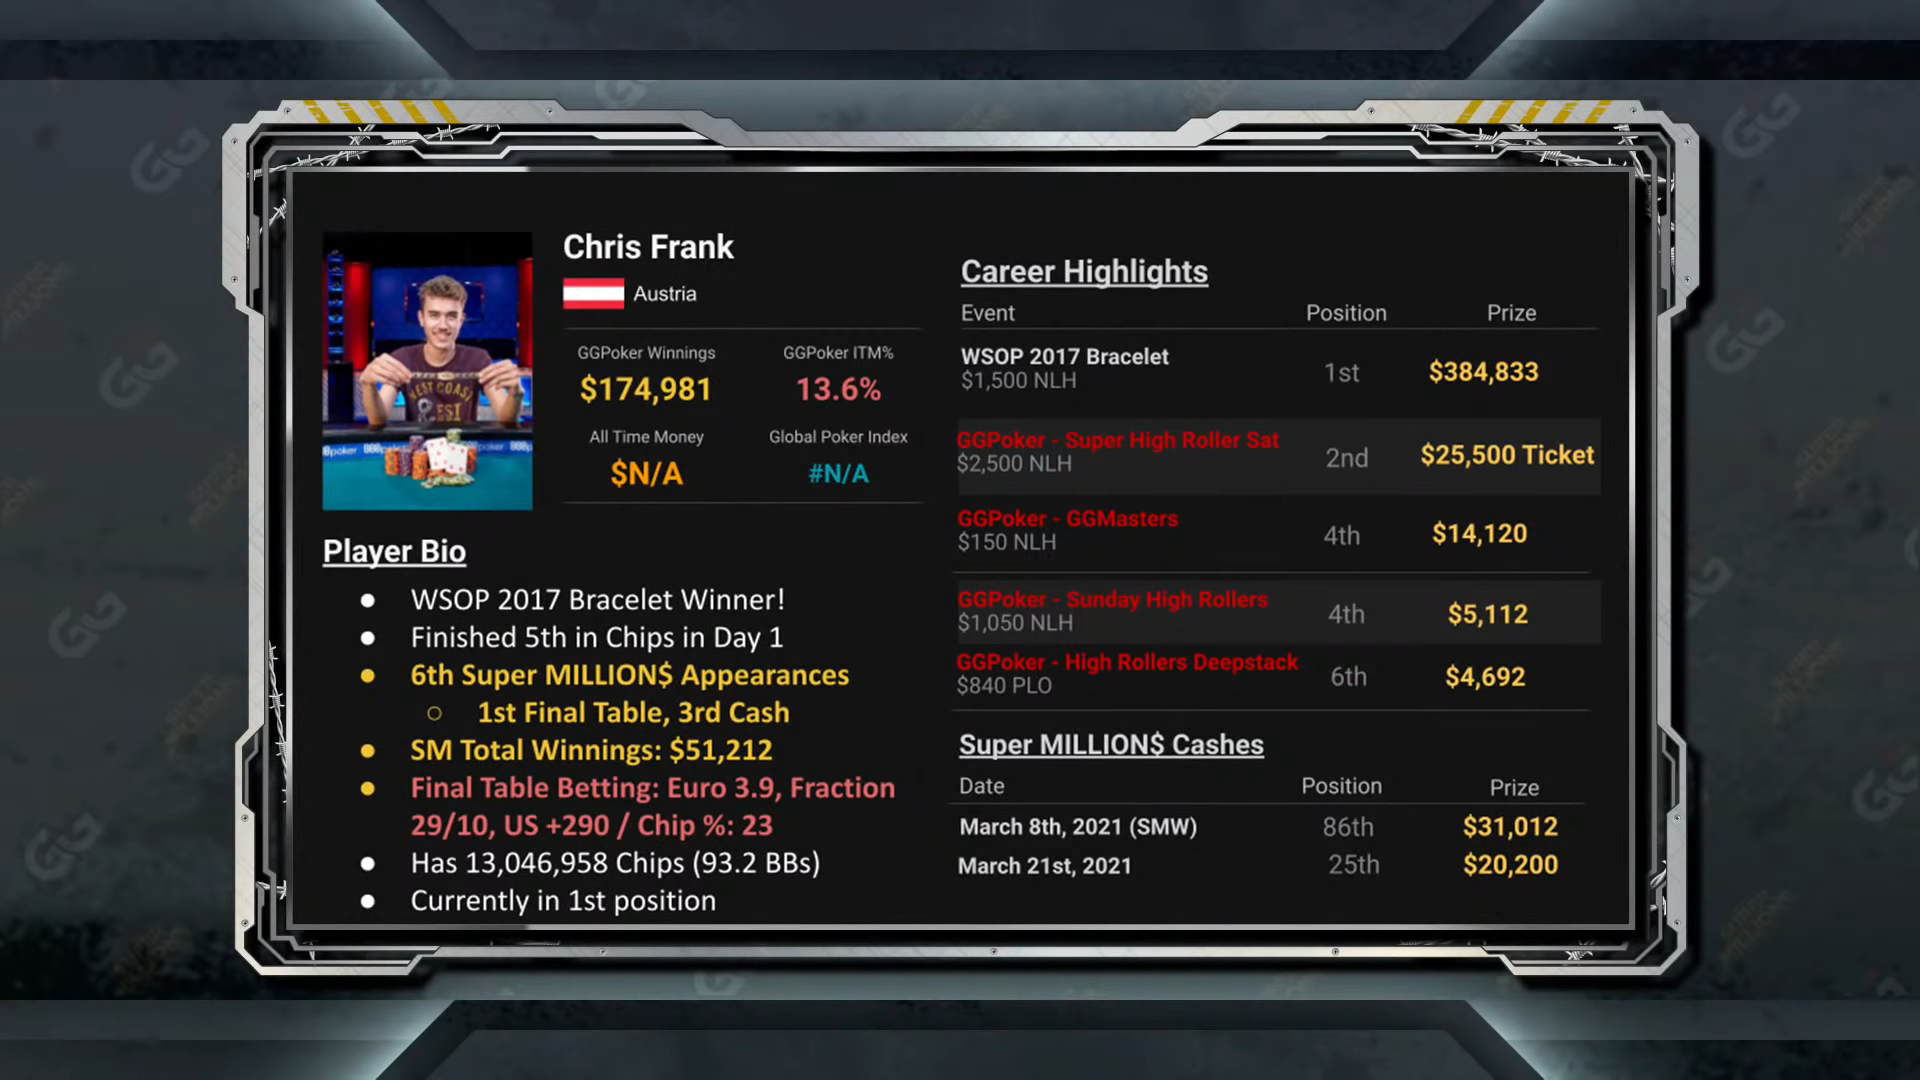 Chris Frank
Austria
GGPoker Winnings
GGPoker ITM%
$174,981
13.6%
All Time Money
Global Poker Index
$N/A
#N/A
Player Bio
WSOP 2017 Bracelet Winner!
Finished 5th in Chips in Day 1
6th Super MILLION$ Appearances
1st Final Table, 3rd Cash
SM Total Winnings: $51,212
Final Table Betting: Euro 3.9, Fraction
29/10, US +290 / Chip %: 23
Has 13,046,958 Chips (93.2 BBs)
Currently in 1st position
Career Highlights
Event Position Prize
WSOP 2017 Bracelet
$1,500 NLH
1st $384,833
GGPoker - Super High Roller Sat
$2,500 NLH
2nd $25,500 Ticket
GGPoker - GGMasters
$150 NLH
4th $14,120
GGPoker - Sunday High Rollers
$1,050 NLH
4th $5,112
GGPoker - High Rollers Deepstack
$840 PLO
6th $4,692
Super MILLION$ Cashes
Date Position Prize
March 8th, 2021 (SMW) 86th $31,012
March 21st, 2021 25th $20,200